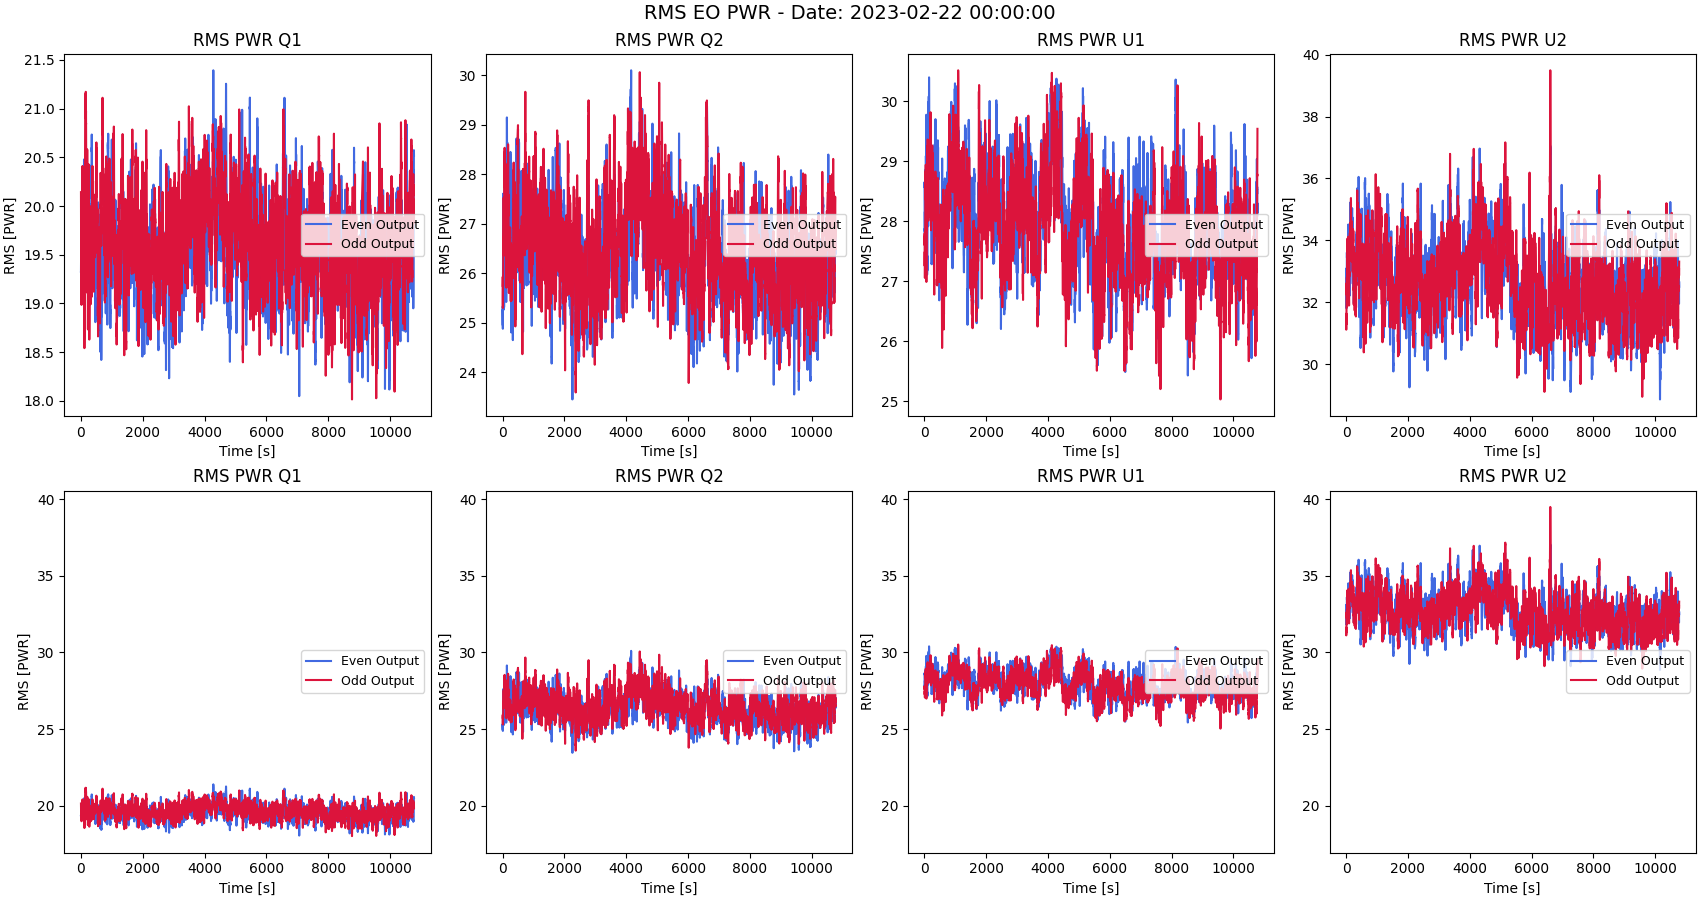 RMS EO PWR - Date: 2023-02-22 00:00:00
RMS PWR Q1
RMS [PWR]
21.5
21.0
20.5
20.0
19.5
19.0
18.5
18.0
Even Output
Odd Output
0 2000 4000 6000 8000 10000
Time [s]
RMS PWR Q2
RMS [PWR]
30
29
28
27
26
25
24
Even Output
Odd Output
0 2000 4000 6000 8000 10000
Time [s]
RMS PWR U1
RMS [PWR]
30
29
28
27
26
25
Even Output
Odd Output
0 2000 4000 6000 8000 10000
Time [s]
RMS PWR U2
RMS [PWR]
40
38
36
34
32
30
Even Output
Odd Output
0 2000 4000 6000 8000 10000
Time [s]
RMS PWR Q1
RMS [PWR]
40
35
30
25
20
Even Output
Odd Output
0 2000 4000 6000 8000 10000
Time [s]
RMS PWR Q2
RMS [PWR]
40
35
30
25
20
Even Output
Odd Output
0 2000 4000 6000 8000 10000
Time [s]
RMS PWR U1
RMS [PWR]
40
35
30
25
20
Even Output
Odd Output
0 2000 4000 6000 8000 10000
Time [s]
RMS PWR U2
RMS [PWR]
40
35
30
25
20
Even Output
Odd Output
0 2000 4000 6000 8000 10000
Time [s]